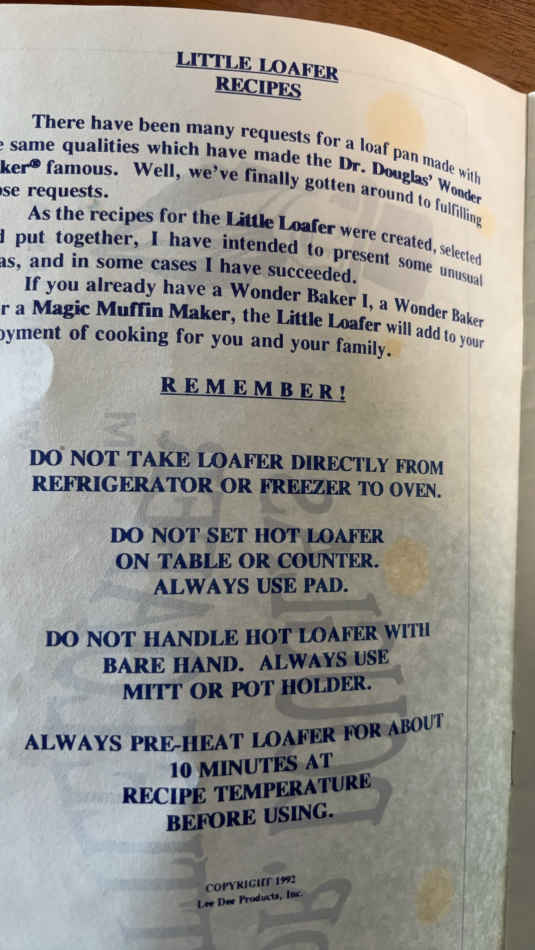 LITTLE LOAFER
RECIPES
There have been many requests for a loaf pan made with
same qualities which have made the Dr. Douglas' Wonder
ker® famous. Well, we've finally gotten around to fulfilling
se requests.
As the recipes for the Little Loafer were created, selected
put together, I have intended to present some unusual
as, and in some cases I have succeeded.
If you already have a Wonder Baker I, a Wonder Baker
r a Magic Muffin Maker, the Little Loafer will add to your
oyment of cooking for you and your family.
REMEMBER!
DO NOT TAKE LOAFER DIRECTLY FROM
REFRIGERATOR OR FREEZER TO OVEN.
DO NOT SET HOT LOAFER
ON TABLE OR COUNTER.
ALWAYS USE PAD.
DO NOT HANDLE HOT LOAFER WITH
BARE HAND. ALWAYS USE
MITT OR POT HOLDER.
ALWAYS PRE-HEAT LOAFER FOR ABOUT
10 MINUTES AT
RECIPE TEMPERATURE
BEFORE USING.
COPYRIGHT 1992
Lee Dee Products, Inc.